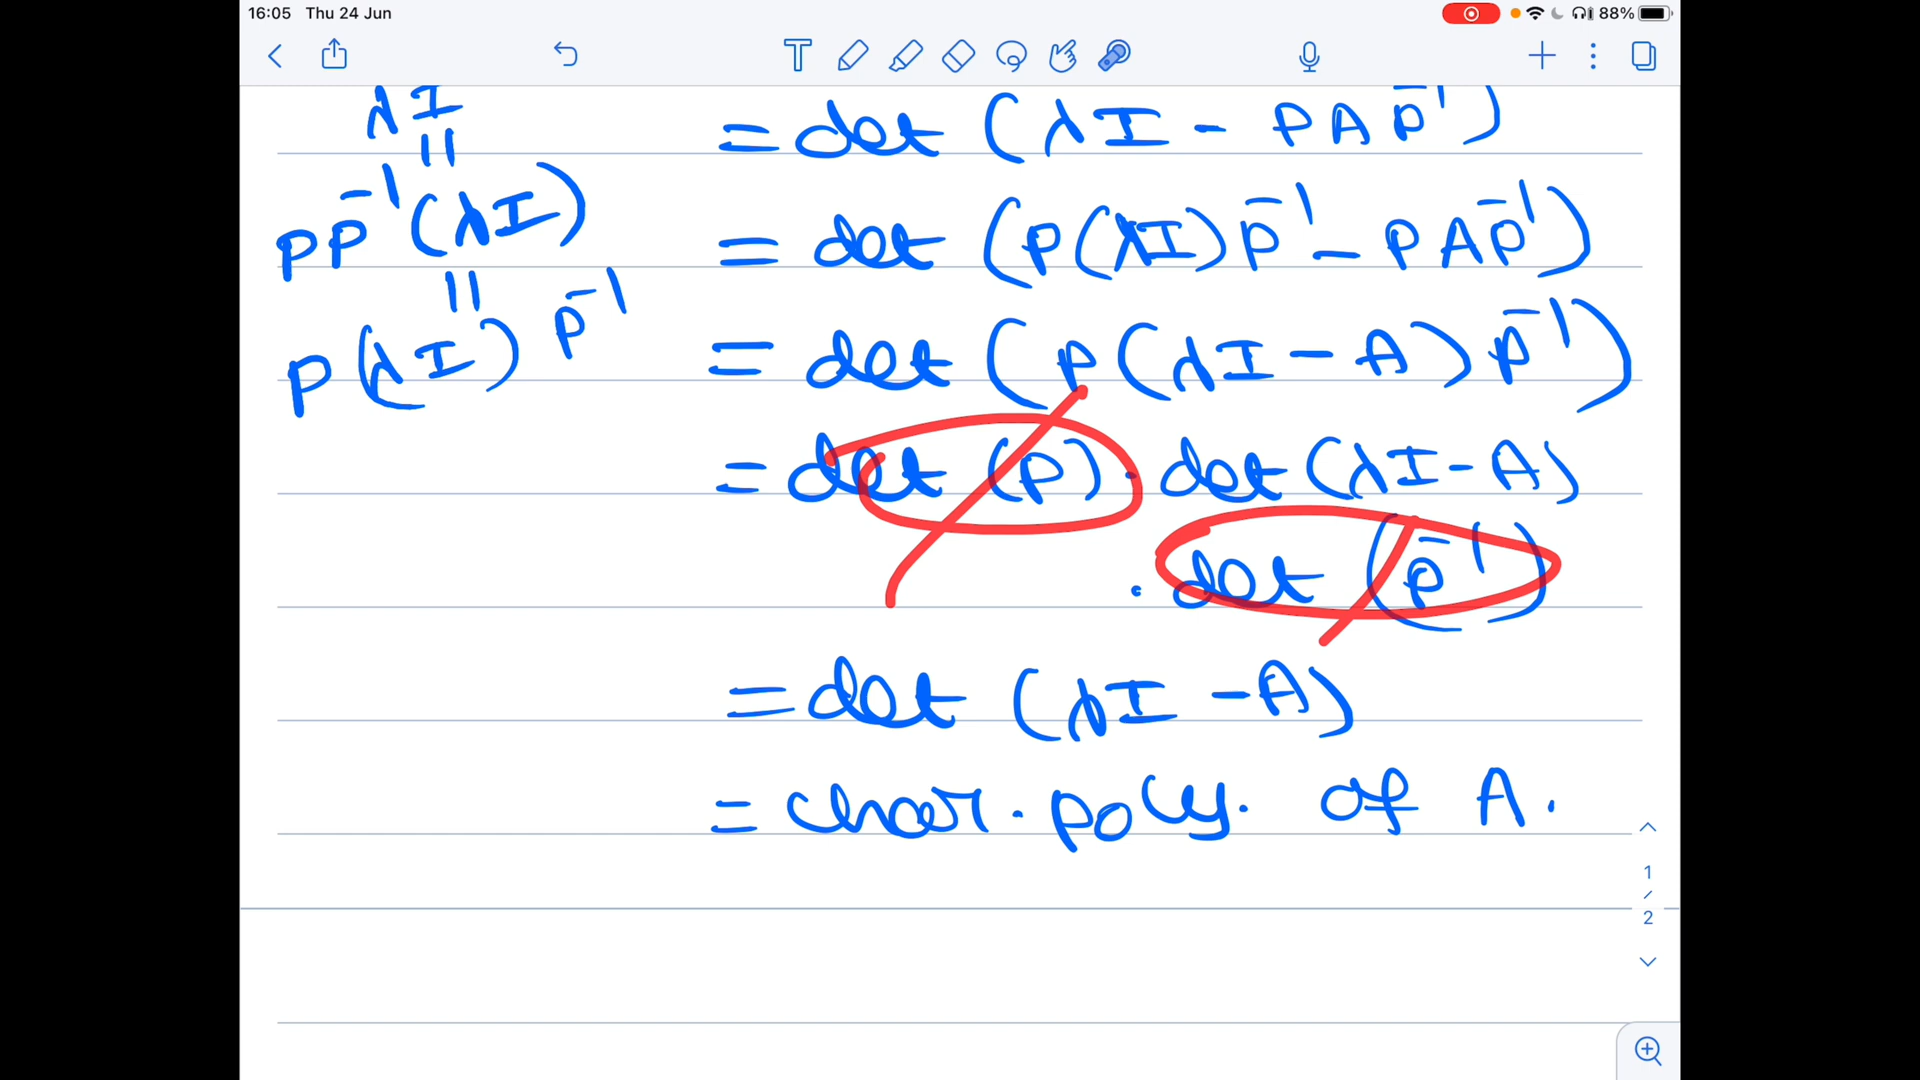 16:05 Thu 24 Jun 88%
T
λI
||
PP⁻¹(λI)
||
P(λI)P⁻¹
= det (λI - PAP⁻¹)
= det (P(λI)P⁻¹ - PAP⁻¹)
= det (P(λI - A)P⁻¹)
= det (P) · det (λI - A)
· det (P⁻¹)
= det (λI - A)
= char. poly. of A.
1
/
2